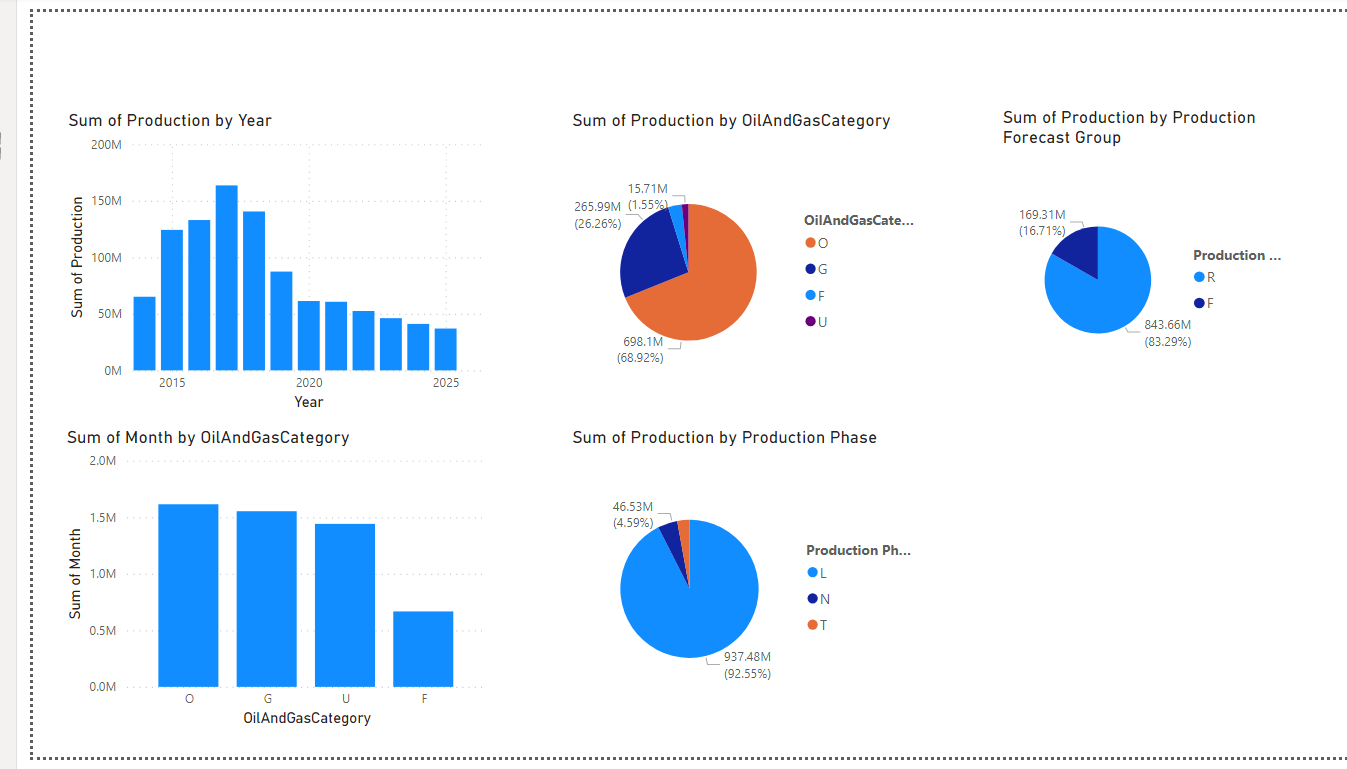 Sum of Production by Year
200M
150M
100M
50M
0M
Sum of Production
2015
2020
2025
Year
Sum of Production by OilAndGasCategory
15.71M
(1.55%)
265.99M
(26.26%)
698.1M
(68.92%)
OilAndGasCate...
O
G
F
U
Sum of Production by Production
Forecast Group
169.31M
(16.71%)
843.66M
(83.29%)
Production ...
R
F
Sum of Month by OilAndGasCategory
2.0M
1.5M
1.0M
0.5M
0.0M
Sum of Month
O
G
U
F
OilAndGasCategory
Sum of Production by Production Phase
46.53M
(4.59%)
937.48M
(92.55%)
Production Ph...
L
N
T